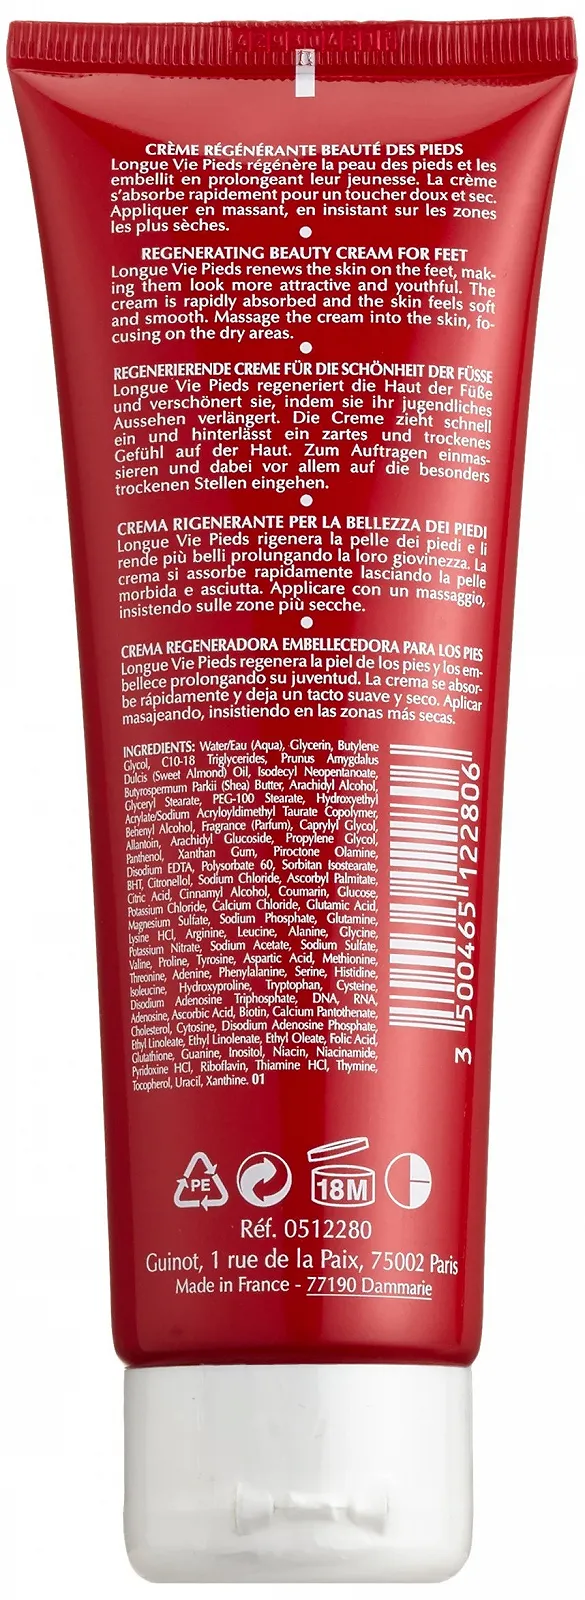 CRÈME RÉGÉNÉRANTE BEAUTÉ DES PIEDS
Longue Vie Pieds régénère la peau des pieds et les
embellit en prolongeant leur jeunesse. La crème
s'absorbe rapidement pour un toucher doux et sec.
Appliquer en massant, en insistant sur les zones
les plus sèches.
REGENERATING BEAUTY CREAM FOR FEET
Longue Vie Pieds renews the skin on the feet, mak-
ing them look more attractive and youthful. The
cream is rapidly absorbed and the skin feels soft
and smooth. Massage the cream into the skin, fo-
cusing on the dry areas.
REGENERIERENDE CREME FÜR DIE SCHÖNHEIT DER FÜSSE
Longue Vie Pieds regeneriert die Haut der Füße
und verschönert sie, indem sie ihr jugendliches
Aussehen verlängert. Die Creme zieht schnell
ein und hinterlässt ein zartes und trockenes
Gefühl auf der Haut. Zum Auftragen einmas-
sieren und dabei vor allem auf die besonders
trockenen Stellen eingehen.
CREMA RIGENERANTE PER LA BELLEZZA DEI PIEDI
Longue Vie Pieds rigenera la pelle dei piedi e li
rende più belli prolungando la loro giovinezza. La
crema si assorbe rapidamente lasciando la pelle
morbida e asciutta. Applicare con un massaggio,
insistendo sulle zone più secche.
CREMA REGENERADORA EMBELLECEDORA PARA LOS PIES
Longue Vie Pieds regenera la piel de los pies y los em-
bellece prolongando su juventud. La crema se absor-
be rápidamente y deja un tacto suave y seco. Aplicar
masajeando, insistiendo en las zonas más secas.
INGREDIENTS: Water/Eau (Aqua), Glycerin, Butylene
Glycol, C10-18 Triglycerides, Prunus Amygdalus
Dulcis (Sweet Almond) Oil, Isodecyl Neopentanoate,
Butyrospermum Parkii (Shea) Butter, Arachidyl Alcohol,
Glyceryl Stearate, PEG-100 Stearate, Hydroxyethyl
Acrylate/Sodium Acryloyldimethyl Taurate Copolymer,
Behenyl Alcohol, Fragrance (Parfum), Caprylyl Glycol,
Allantoin, Arachidyl Glucoside, Propylene Glycol,
Panthenol, Xanthan Gum, Piroctone Olamine,
Disodium EDTA, Polysorbate 60, Sorbitan Isostearate,
BHT, Citronellol, Sodium Chloride, Ascorbyl Palmitate,
Citric Acid, Cinnamyl Alcohol, Coumarin, Glucose,
Potassium Chloride, Calcium Chloride, Glutamic Acid,
Magnesium Sulfate, Sodium Phosphate, Glutamine,
Lysine HCl, Arginine, Leucine, Alanine, Glycine,
Potassium Nitrate, Sodium Acetate, Sodium Sulfate,
Valine, Proline, Tyrosine, Aspartic Acid, Methionine,
Threonine, Adenine, Phenylalanine, Serine, Histidine,
Isoleucine, Hydroxyproline, Tryptophan, Cysteine,
Disodium Adenosine Triphosphate, DNA, RNA,
Adenosine, Ascorbic Acid, Biotin, Calcium Pantothenate,
Cholesterol, Cytosine, Disodium Adenosine Phosphate,
Ethyl Linoleate, Ethyl Linolenate, Ethyl Oleate, Folic Acid,
Glutathione, Guanine, Inositol, Niacin, Niacinamide,
Pyridoxine HCl, Riboflavin, Thiamine HCl, Thymine,
Tocopherol, Uracil, Xanthine. 01
3 500465 122806
PE
18M
Réf. 0512280
Guinot, 1 rue de la Paix, 75002 Paris
Made in France - 77190 Dammarie